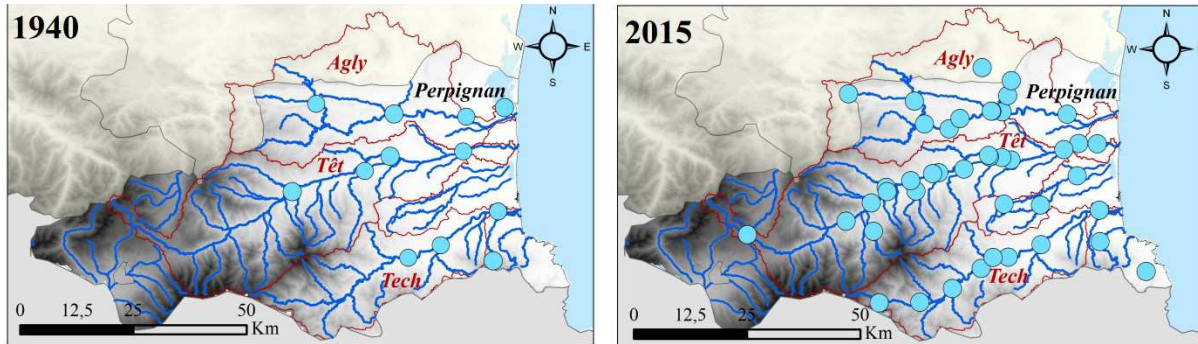 1940
N
W E
S
Agly
Perpignan
Têt
Tech
0 12,5 25 50
Km
2015
N
W E
S
Agly
Perpignan
Têt
Tech
0 12,5 25 50
Km